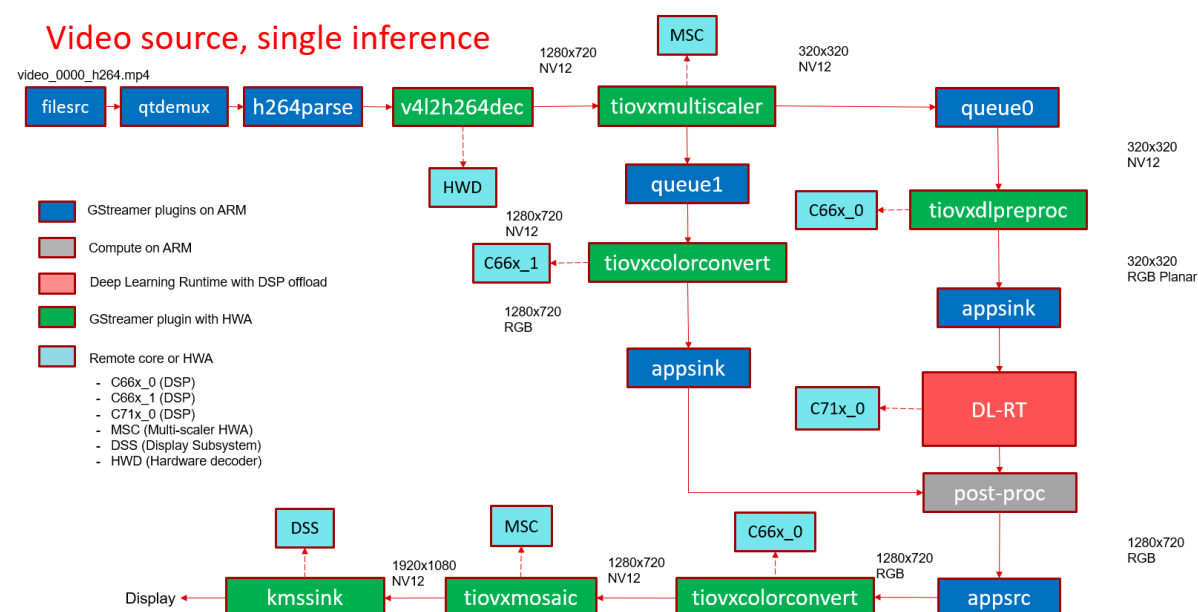 Video source, single inference
video_0000_h264.mp4
filesrc
qtdemux
h264parse
v4l2h264dec
1280x720
NV12
MSC
tiovxmultiscaler
320x320
NV12
queue0
HWD
queue1
320x320
NV12
C66x_0
tiovxdlpreproc
1280x720
NV12
C66x_1
tiovxcolorconvert
320x320
RGB Planar
1280x720
RGB
appsink
appsink
C71x_0
DL-RT
post-proc
GStreamer plugins on ARM
Compute on ARM
Deep Learning Runtime with DSP offload
GStreamer plugin with HWA
Remote core or HWA
- C66x_0 (DSP)
- C66x_1 (DSP)
- C71x_0 (DSP)
- MSC (Multi-scaler HWA)
- DSS (Display Subsystem)
- HWD (Hardware decoder)
DSS
MSC
C66x_0
1280x720
RGB
Display
kmssink
1920x1080
NV12
tiovxmosaic
1280x720
NV12
tiovxcolorconvert
1280x720
RGB
appsrc